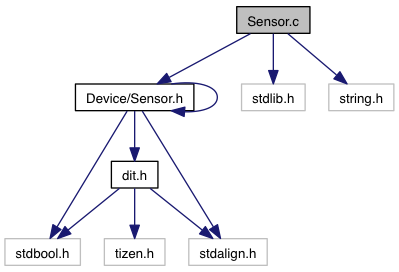 Sensor.c
Device/Sensor.h
stdlib.h
string.h
dit.h
stdbool.h
tizen.h
stdalign.h